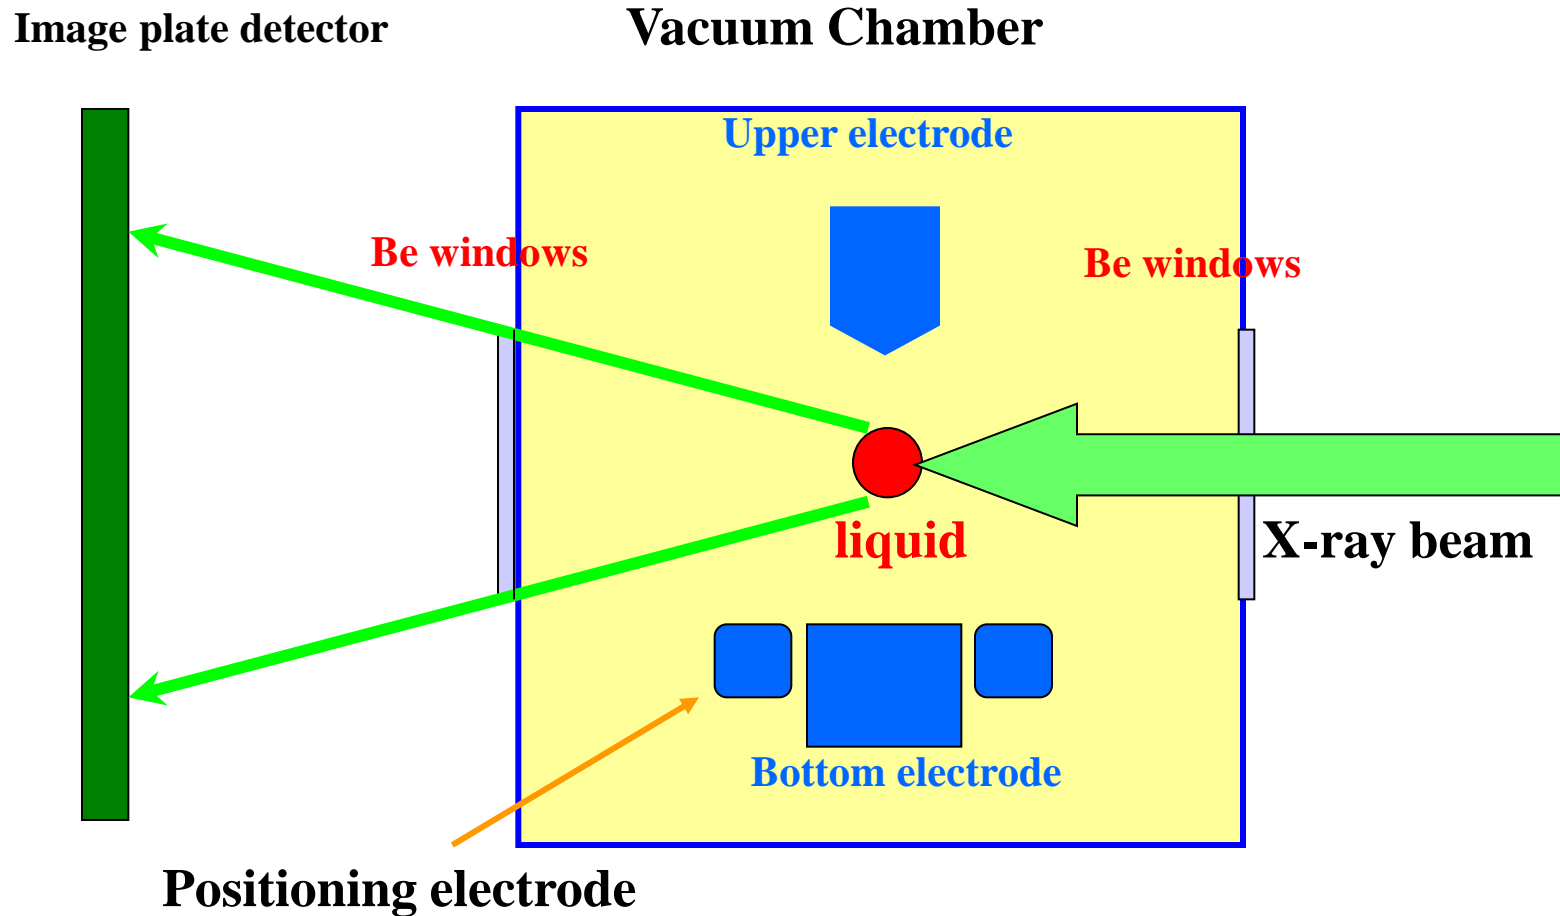 Image plate detector
Vacuum Chamber
Upper electrode
Be windows
Be windows
liquid
X-ray beam
Bottom electrode
Positioning electrode